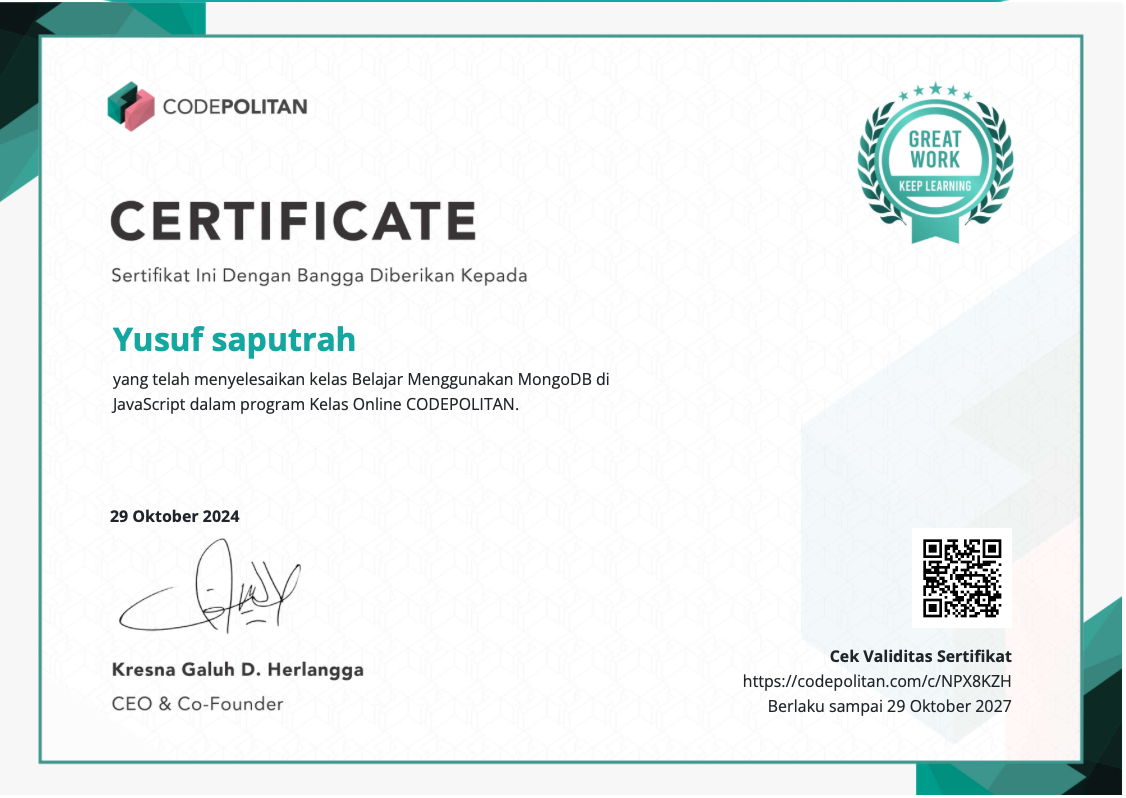 CODEPOLITAN
GREAT
WORK
KEEP LEARNING
CERTIFICATE
Sertifikat Ini Dengan Bangga Diberikan Kepada
Yusuf saputrah
yang telah menyelesaikan kelas Belajar Menggunakan MongoDB di
JavaScript dalam program Kelas Online CODEPOLITAN.
29 Oktober 2024
Kresna Galuh D. Herlangga
CEO & Co-Founder
Cek Validitas Sertifikat
https://codepolitan.com/c/NPX8KZH
Berlaku sampai 29 Oktober 2027